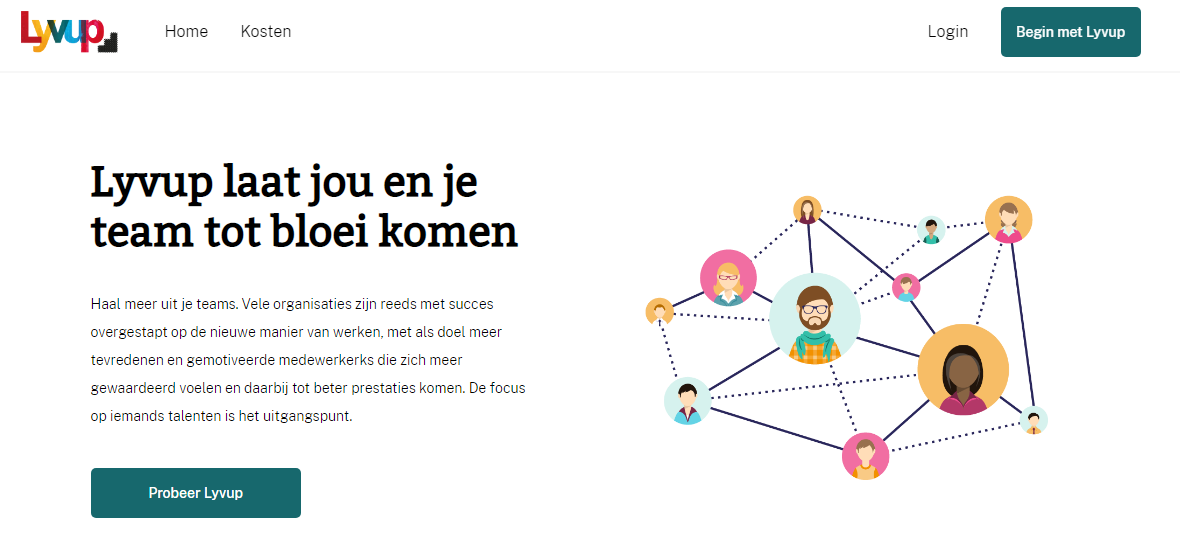 Lyvup
Home
Kosten
Login
Begin met Lyvup
Lyvup laat jou en je
team tot bloei komen
Haal meer uit je teams. Vele organisaties zijn reeds met succes
overgestapt op de nieuwe manier van werken, met als doel meer
tevredenen en gemotiveerde medewerkerks die zich meer
gewaardeerd voelen en daarbij tot beter prestaties komen. De focus
op iemands talenten is het uitgangspunt.
Probeer Lyvup